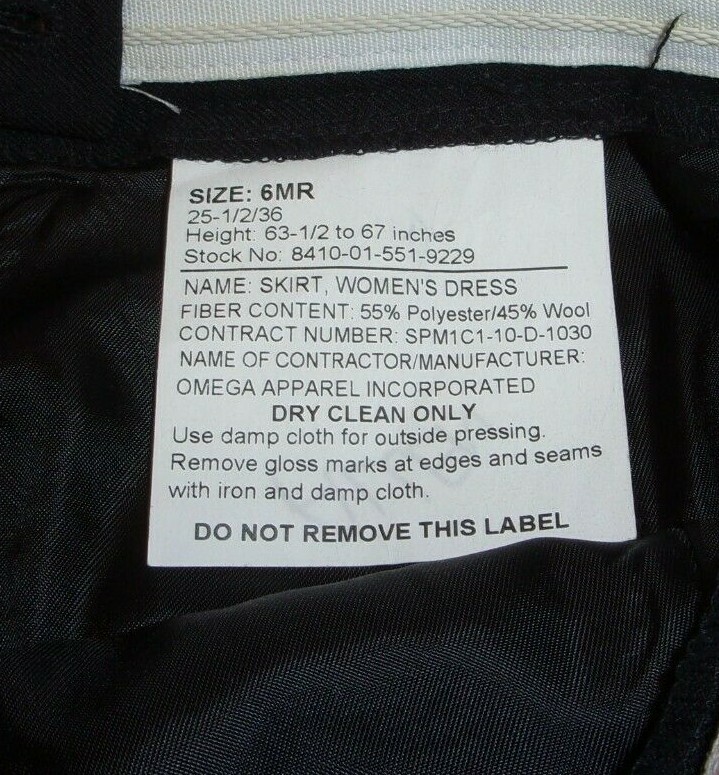 SIZE: 6MR
25-1/2/36
Height: 63-1/2 to 67 inches
Stock No: 8410-01-551-9229
NAME: SKIRT, WOMEN'S DRESS
FIBER CONTENT: 55% Polyester/45% Wool
CONTRACT NUMBER: SPM1C1-10-D-1030
NAME OF CONTRACTOR/MANUFACTURER:
OMEGA APPAREL INCORPORATED
DRY CLEAN ONLY
Use damp cloth for outside pressing.
Remove gloss marks at edges and seams
with iron and damp cloth.
DO NOT REMOVE THIS LABEL